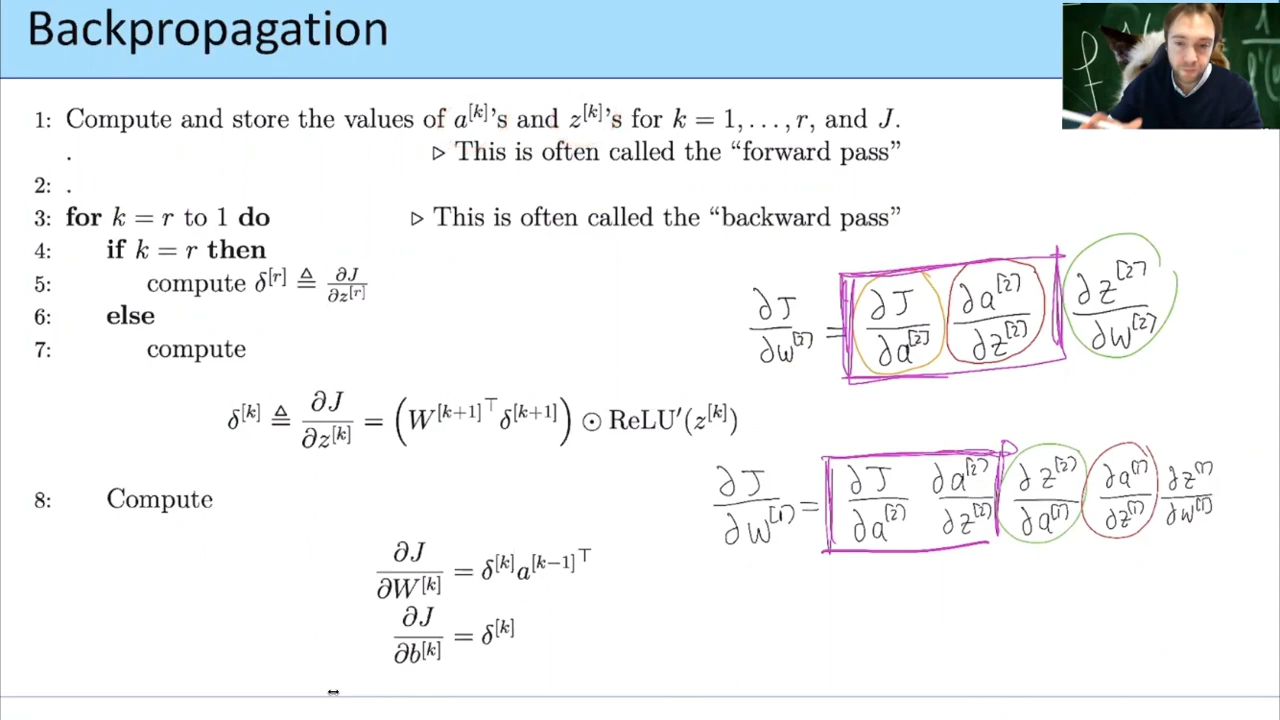 Backpropagation
1: Compute and store the values of a^[k]'s and z^[k]'s for k = 1, . . . , r, and J.
. ▷ This is often called the “forward pass”
2: .
3: for k = r to 1 do ▷ This is often called the “backward pass”
4: if k = r then
5: compute δ^[r] ≜ ∂J/∂z^[r]
6: else
7: compute
δ^[k] ≜ ∂J/∂z^[k] = (W^[k+1]⊤ δ^[k+1]) ⊙ ReLU′(z^[k])
8: Compute
∂J/∂W^[k] = δ^[k] a^[k−1]⊤
∂J/∂b^[k] = δ^[k]
∂J/∂w^[2] = ∂J/∂a^[2] ∂a^[2]/∂z^[2] ∂z^[2]/∂w^[2]
∂J/∂w^[1] = ∂J/∂a^[2] ∂a^[2]/∂z^[2] ∂z^[2]/∂a^[1] ∂a^[1]/∂z^[1] ∂z^[1]/∂w^[1]